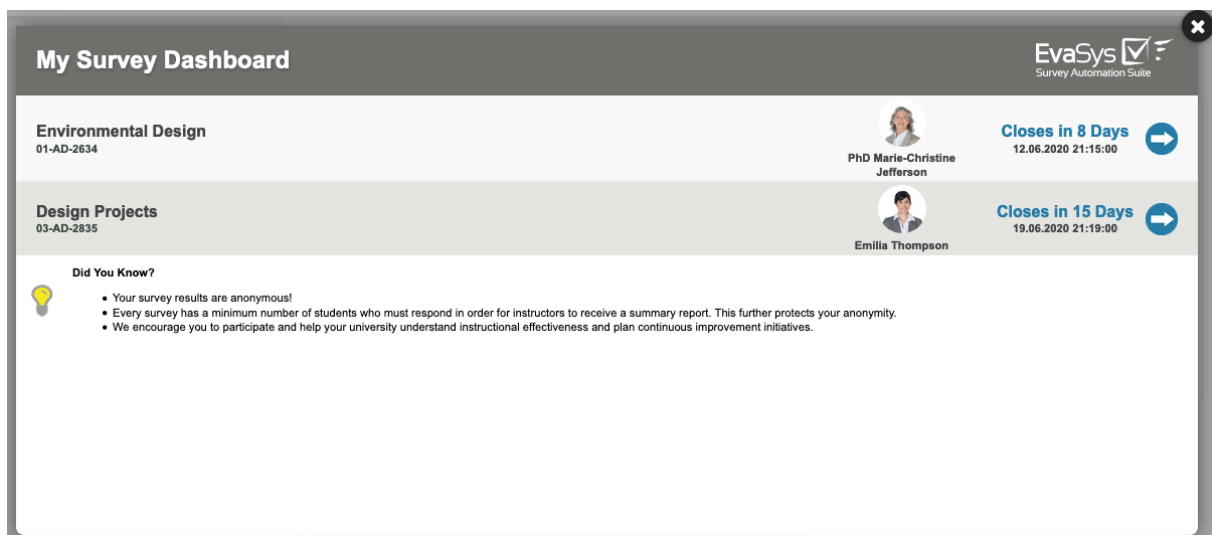 My Survey Dashboard
EvaSys
Survey Automation Suite
Environmental Design
01-AD-2634
PhD Marie-Christine
Jefferson
Closes in 8 Days
12.06.2020 21:15:00
Design Projects
03-AD-2835
Emilia Thompson
Closes in 15 Days
19.06.2020 21:19:00
Did You Know?
• Your survey results are anonymous!
• Every survey has a minimum number of students who must respond in order for instructors to receive a summary report. This further protects your anonymity.
• We encourage you to participate and help your university understand instructional effectiveness and plan continuous improvement initiatives.